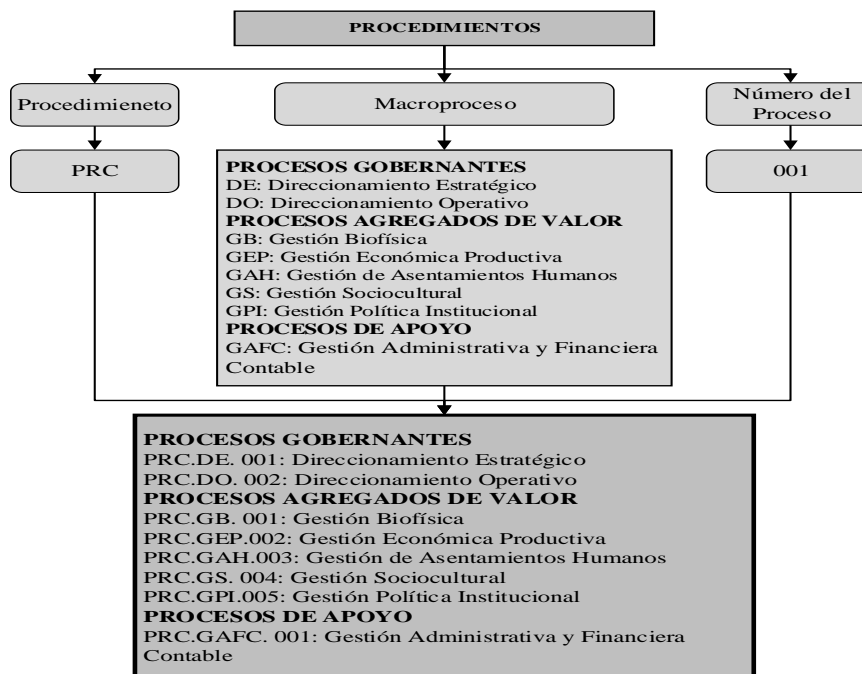 PROCEDIMIENTOS
Procedimieneto
Macroproceso
Número del
Proceso
PRC
PROCESOS GOBERNANTES
DE: Direccionamiento Estratégico
DO: Direccionamiento Operativo
PROCESOS AGREGADOS DE VALOR
GB: Gestión Biofísica
GEP: Gestión Económica Productiva
GAH: Gestión de Asentamientos Humanos
GS: Gestión Sociocultural
GPI: Gestión Política Institucional
PROCESOS DE APOYO
GAFC: Gestión Administrativa y Financiera
Contable
001
PROCESOS GOBERNANTES
PRC.DE. 001: Direccionamiento Estratégico
PRC.DO. 002: Direccionamiento Operativo
PROCESOS AGREGADOS DE VALOR
PRC.GB. 001: Gestión Biofísica
PRC.GEP.002: Gestión Económica Productiva
PRC.GAH.003: Gestión de Asentamientos Humanos
PRC.GS. 004: Gestión Sociocultural
PRC.GPI.005: Gestión Política Institucional
PROCESOS DE APOYO
PRC.GAFC. 001: Gestión Administrativa y Financiera
Contable